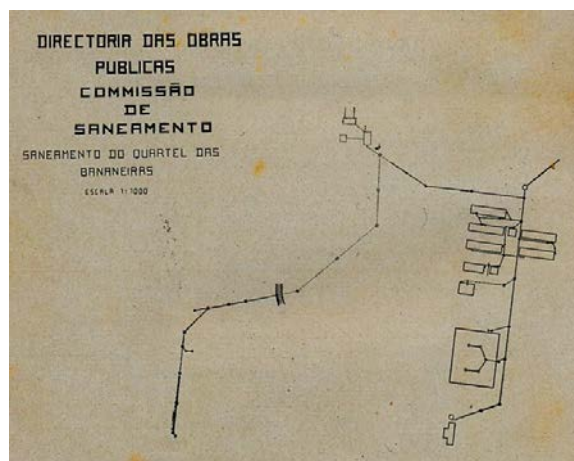 DIRECTORIA DAS OBRAS
PUBLICAS
COMMISSÃO
DE
SANEAMENTO
SANEAMENTO DO QUARTEL DAS
BANANEIRAS
ESCALA 1:1000